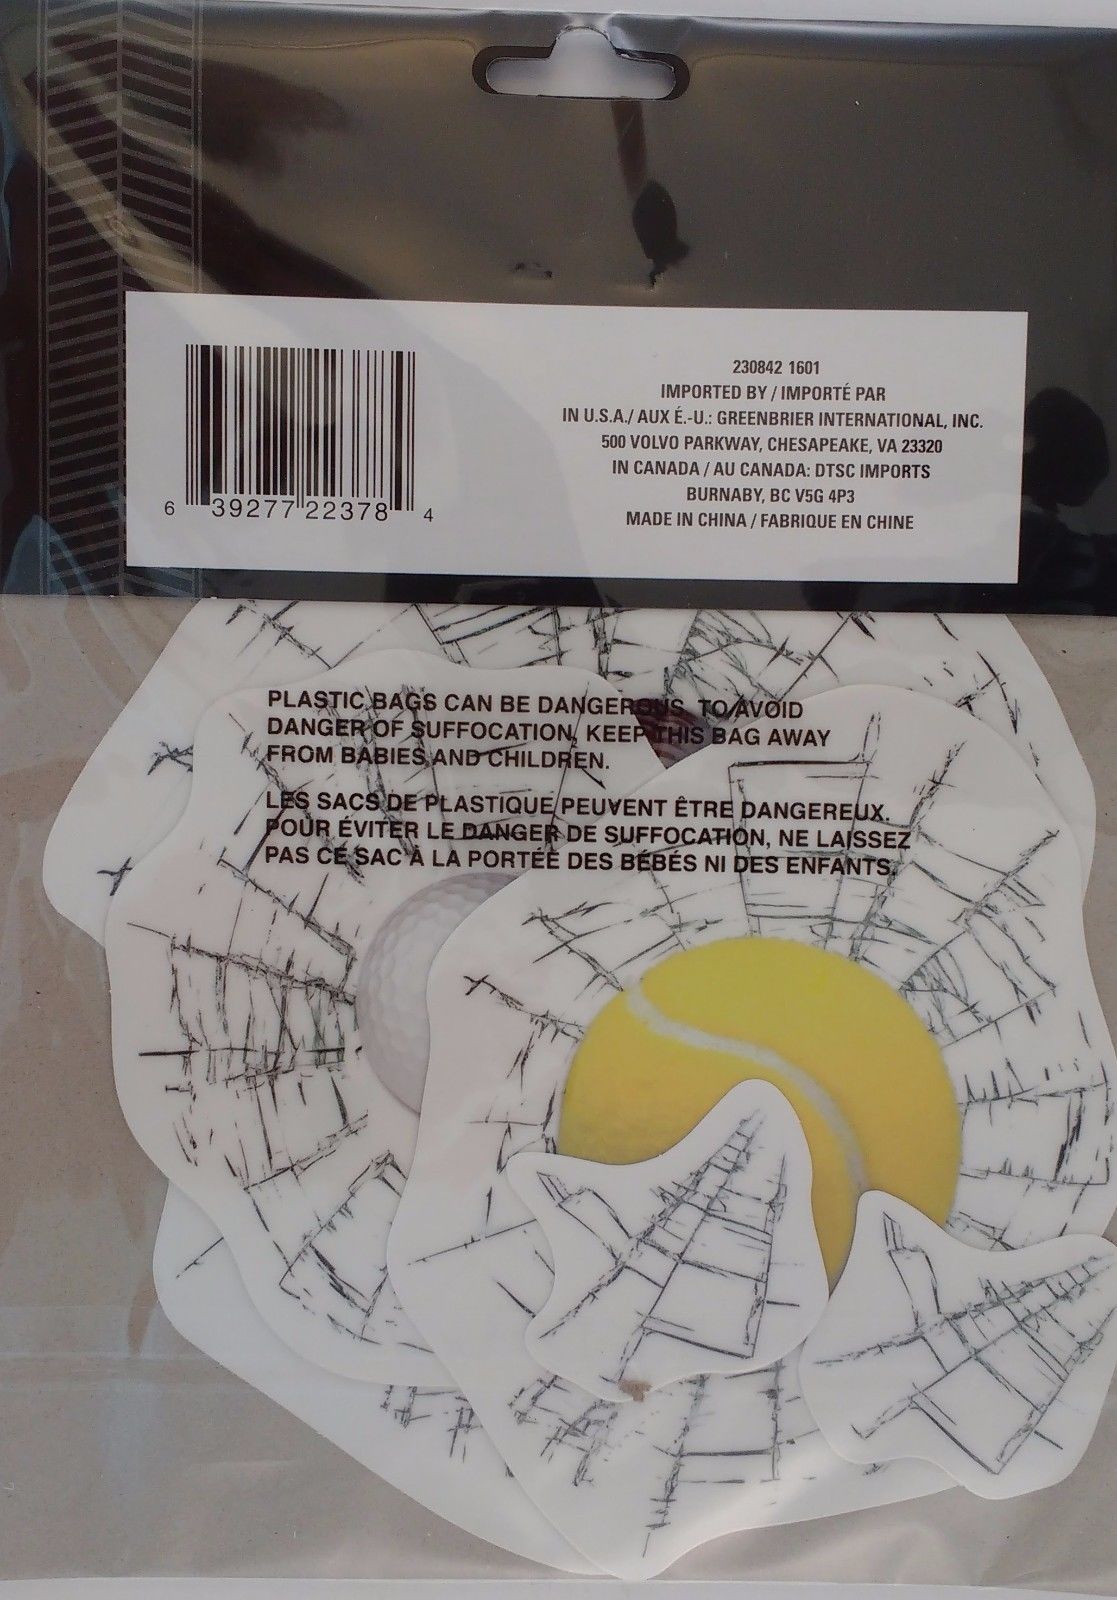 6 39277 22378 4
230842 1601
IMPORTED BY / IMPORTÉ PAR
IN U.S.A./ AUX É.-U.: GREENBRIER INTERNATIONAL, INC.
500 VOLVO PARKWAY, CHESAPEAKE, VA 23320
IN CANADA / AU CANADA: DTSC IMPORTS
BURNABY, BC V5G 4P3
MADE IN CHINA / FABRIQUE EN CHINE
PLASTIC BAGS CAN BE DANGEROUS. TO AVOID
DANGER OF SUFFOCATION, KEEP THIS BAG AWAY
FROM BABIES AND CHILDREN.
LES SACS DE PLASTIQUE PEUVENT ÊTRE DANGEREUX.
POUR ÉVITER LE DANGER DE SUFFOCATION, NE LAISSEZ
PAS CE SAC À LA PORTÉE DES BÉBÉS NI DES ENFANTS.